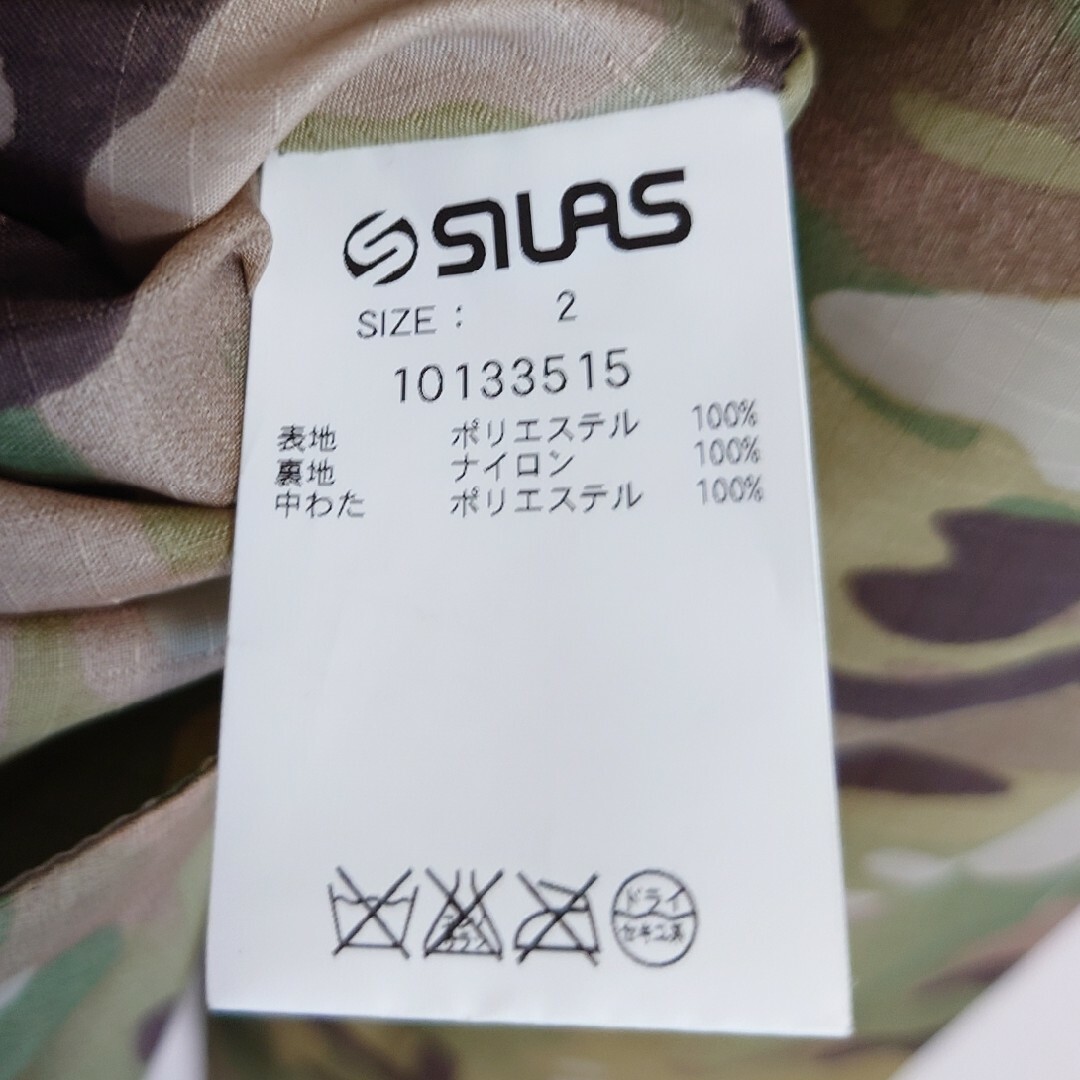 SILAS
SIZE : 2
10133515
表地 ポリエステル 100%
裏地 ナイロン 100%
中わた ポリエステル 100%
ドライ
セキユ系